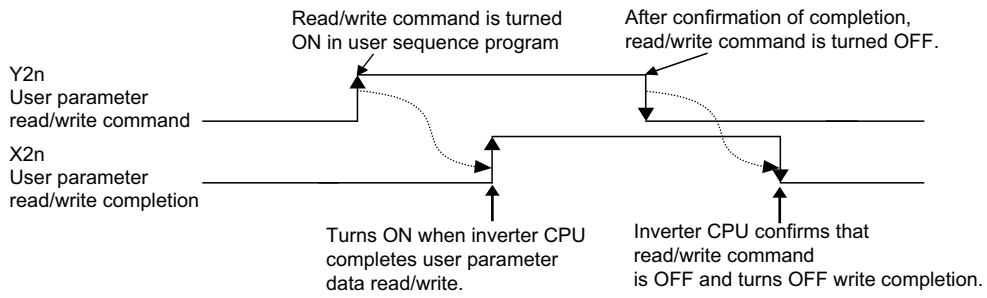 Read/write command is turned
ON in user sequence program
After confirmation of completion,
read/write command is turned OFF.
Y2n
User parameter
read/write command
X2n
User parameter
read/write completion
Turns ON when inverter CPU
completes user parameter
data read/write.
Inverter CPU confirms that
read/write command
is OFF and turns OFF write completion.